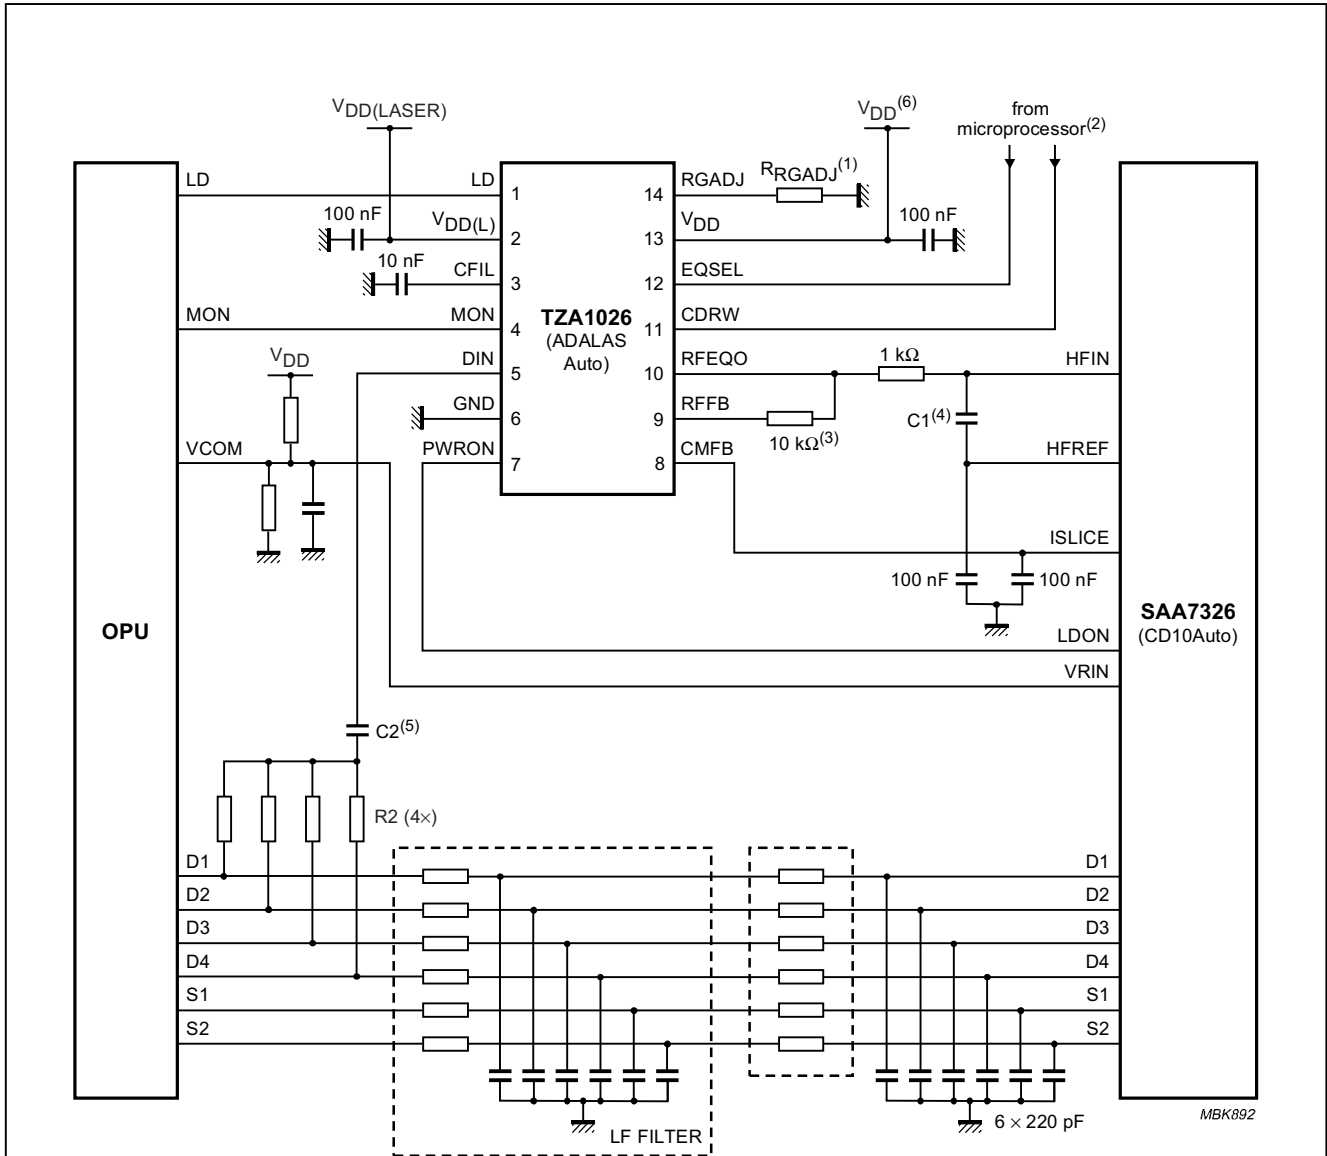 VDD(LASER)
VDD(6)
from
microprocessor(2)
LD
LD
1
14
RGADJ
RRGADJ(1)
100 nF
VDD(L)
2
13
VDD
100 nF
10 nF
CFIL
3
12
EQSEL
MON
MON
4
TZA1026
(ADALAS
Auto)
11
CDRW
VDD
DIN
5
10
RFEQO
1 kΩ
HFIN
GND
6
9
RFFB
10 kΩ(3)
C1(4)
VCOM
PWRON
7
8
CMFB
HFREF
ISLICE
100 nF
100 nF
OPU
SAA7326
(CD10Auto)
LDON
VRIN
C2(5)
R2 (4×)
D1
D1
D2
D2
D3
D3
D4
D4
S1
S1
S2
S2
LF FILTER
6 × 220 pF
MBK892